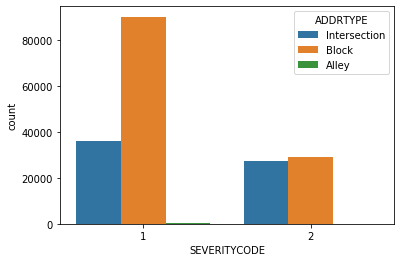 ADDRTYPE
Intersection
Block
Alley
80000
60000
40000
20000
0
count
1
2
SEVERITYCODE